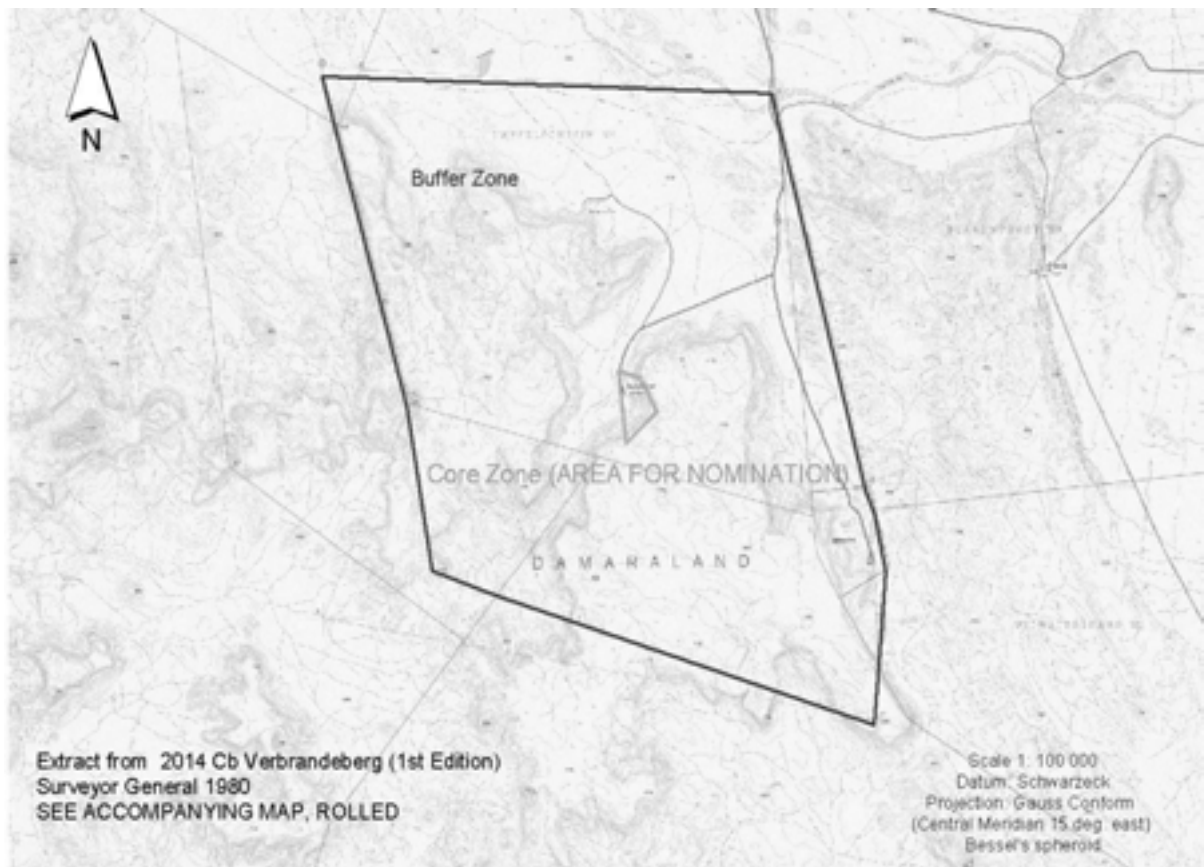 N
Buffer Zone
Core Zone (AREA FOR NOMINATION)
DAMARALAND
Extract from 2014 Cb Verbrandeberg (1st Edition)
Surveyor General 1980
SEE ACCOMPANYING MAP, ROLLED
Scale 1: 100 000
Datum: Schwarzeck
Projection: Gauss Conform
(Central Meridian 15 deg. east)
Bessel's spheroid